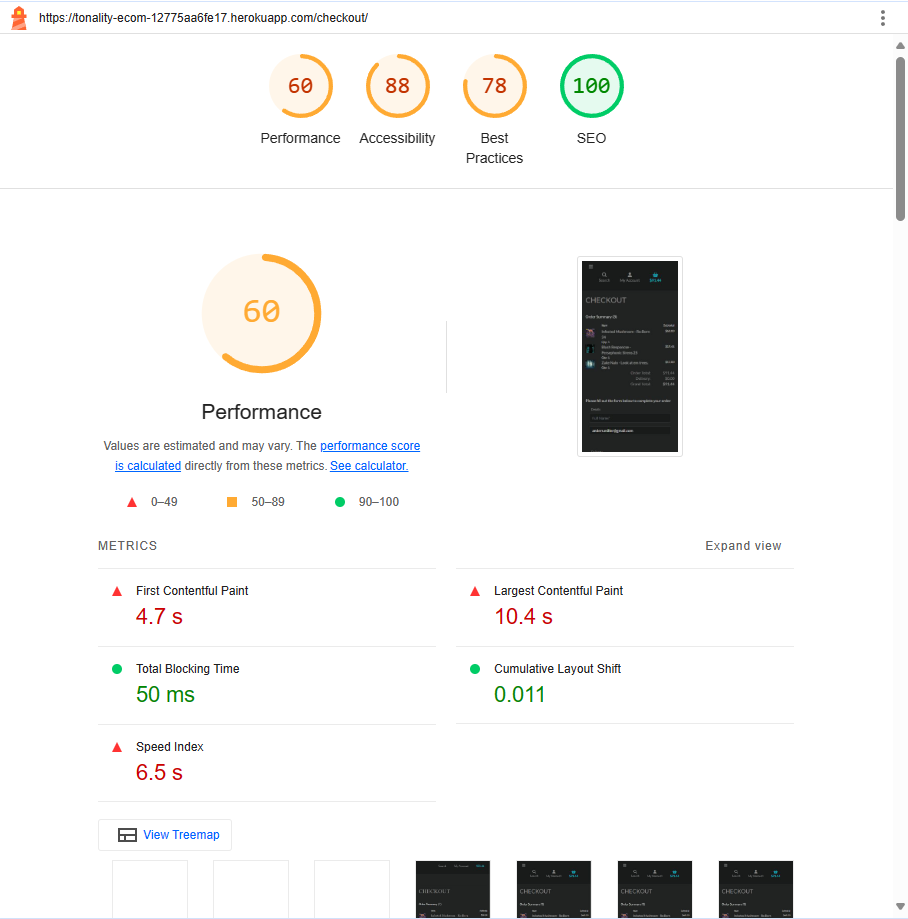 https://tonality-ecom-12775aa6fe17.herokuapp.com/checkout/
60 88 78 100
Performance Accessibility Best Practices SEO
60
Performance
Values are estimated and may vary. The performance score
is calculated directly from these metrics. See calculator.
0–49 50–89 90–100
CHECKOUT
Order Summary (3)
METRICS Expand view
First Contentful Paint
4.7 s
Largest Contentful Paint
10.4 s
Total Blocking Time
50 ms
Cumulative Layout Shift
0.011
Speed Index
6.5 s
View Treemap
CHECKOUT CHECKOUT CHECKOUT CHECKOUT